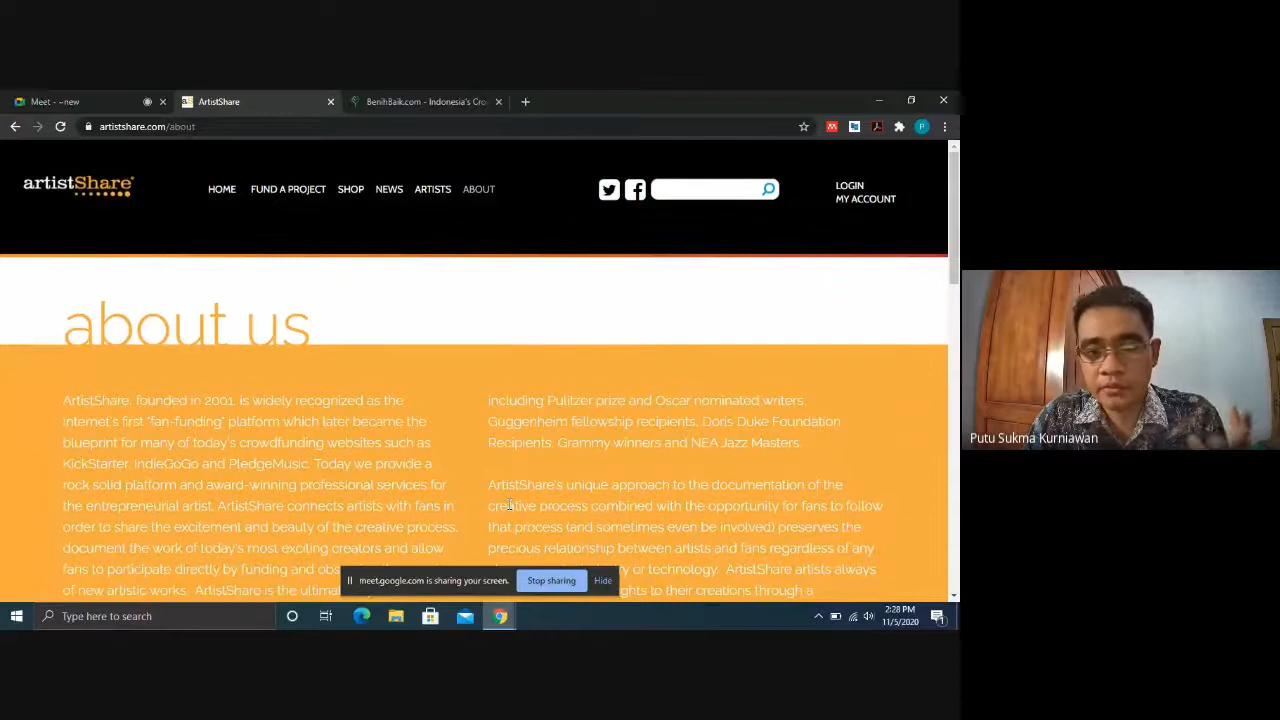 Meet - ~new
ArtistShare
BenihBaik.com - Indonesia's Cro
artistshare.com/about
P
artistShare
HOME
FUND A PROJECT
SHOP
NEWS
ARTISTS
ABOUT
LOGIN
MY ACCOUNT
about us
ArtistShare, founded in 2001, is widely recognized as the
internet's first "fan-funding" platform which later became the
blueprint for many of today's crowdfunding websites such as
KickStarter, IndieGoGo and PledgeMusic. Today we provide a
rock solid platform and award-winning professional services for
the entrepreneurial artist. ArtistShare connects artists with fans in
order to share the excitement and beauty of the creative process,
document the work of today's most exciting creators and allow
fans to participate directly by funding and obs
of new artistic works. ArtistShare is the ultima
including Pulitzer prize and Oscar nominated writers,
Guggenheim fellowship recipients, Doris Duke Foundation
Recipients, Grammy winners and NEA Jazz Masters.
ArtistShare's unique approach to the documentation of the
creative process combined with the opportunity for fans to follow
that process (and sometimes even be involved) preserves the
precious relationship between artists and fans regardless of any
ry or technology. ArtistShare artists always
ghts to their creations through a
meet.google.com is sharing your screen.
Stop sharing
Hide
Type here to search
2:28 PM
11/5/2020
1
Putu Sukma Kurniawan